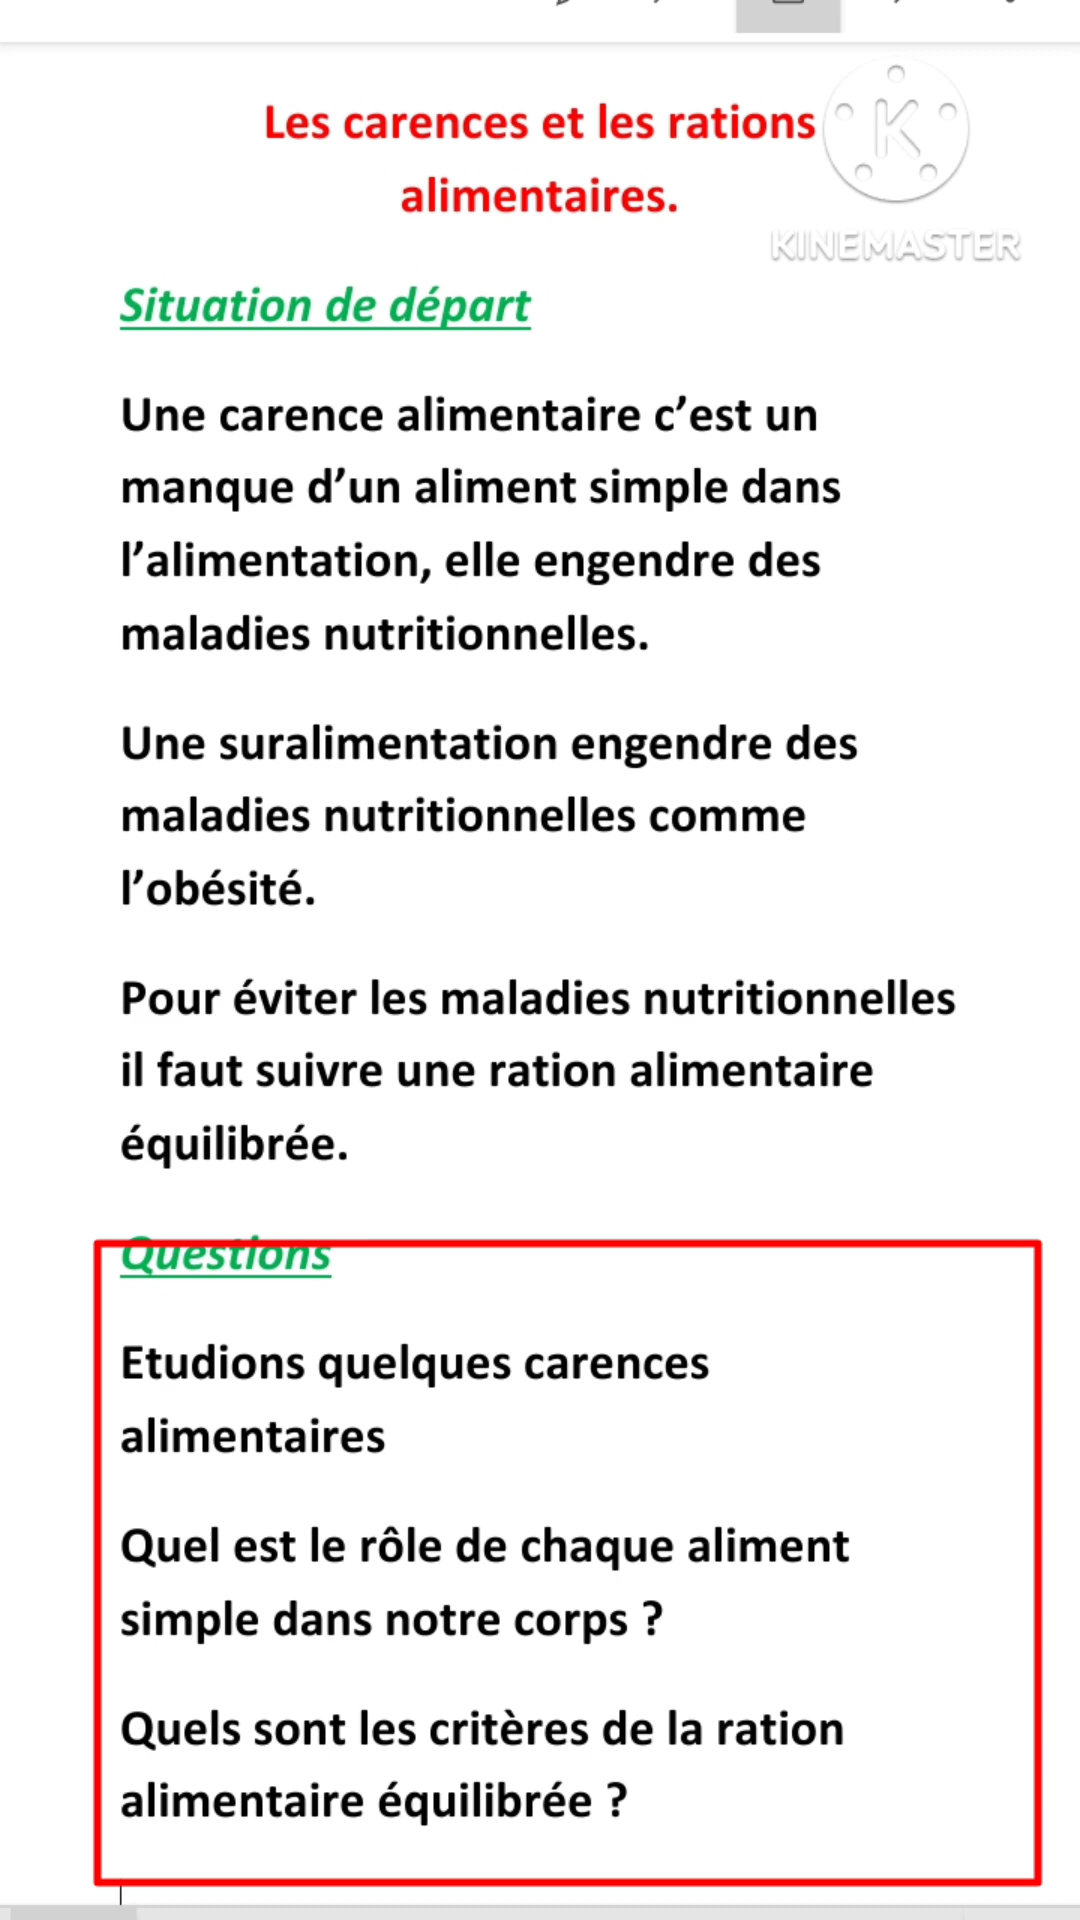 Les carences et les rations
alimentaires.
K
KINEMASTER
Situation de départ
Une carence alimentaire c’est un
manque d’un aliment simple dans
l’alimentation, elle engendre des
maladies nutritionnelles.
Une suralimentation engendre des
maladies nutritionnelles comme
l’obésité.
Pour éviter les maladies nutritionnelles
il faut suivre une ration alimentaire
équilibrée.
Questions
Etudions quelques carences
alimentaires
Quel est le rôle de chaque aliment
simple dans notre corps ?
Quels sont les critères de la ration
alimentaire équilibrée ?